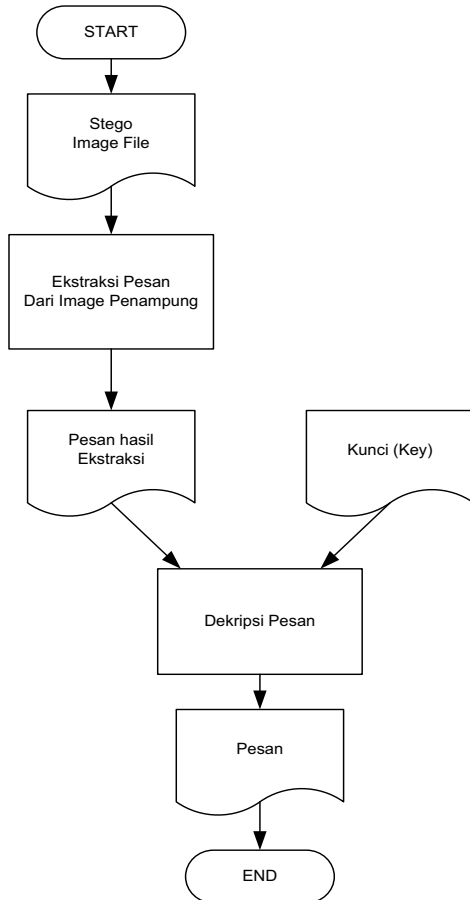 START
Stego
Image File
Ekstraksi Pesan
Dari Image Penampung
Pesan hasil
Ekstraksi
Kunci (Key)
Dekripsi Pesan
Pesan
END